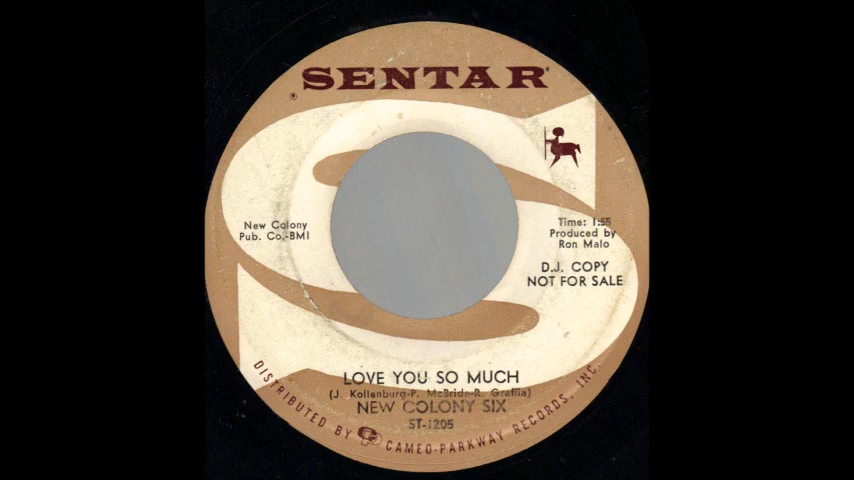 SENTAR
®
New Colony
Pub. Co.-BMI
Time: 1:55
Produced by
Ron Malo
D.J. COPY
NOT FOR SALE
LOVE YOU SO MUCH
(J. Kollenburg-P. McBride-R. Graffia)
NEW COLONY SIX
ST-1205
DISTRIBUTED BY CP CAMEO-PARKWAY RECORDS, INC.